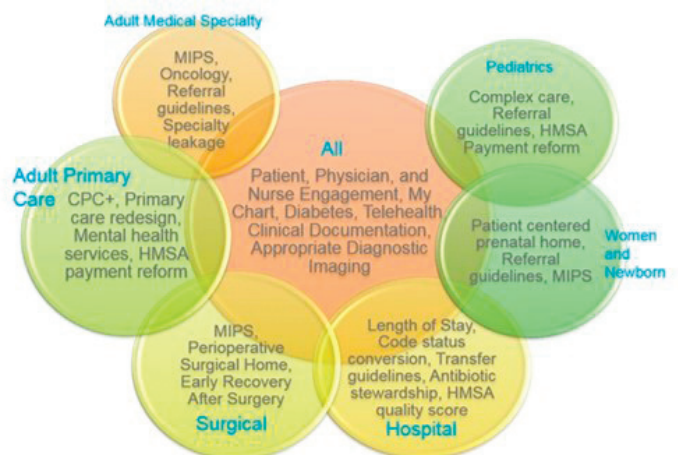 Adult Medical Specialty
MIPS,
Oncology,
Referral
guidelines,
Specialty
leakage
Pediatrics
Complex care,
Referral
guidelines, HMSA
Payment reform
All
Patient, Physician, and
Nurse Engagement, My
Chart, Diabetes, Telehealth
Clinical Documentation,
Appropriate Diagnostic
Imaging
Adult Primary
Care
CPC+, Primary
care redesign,
Mental health
services, HMSA
payment reform
Patient centered
prenatal home,
Referral
guidelines, MIPS
Women
and
Newborn
MIPS,
Perioperative
Surgical Home,
Early Recovery
After Surgery
Surgical
Length of Stay,
Code status
conversion, Transfer
guidelines, Antibiotic
stewardship, HMSA
quality score
Hospital